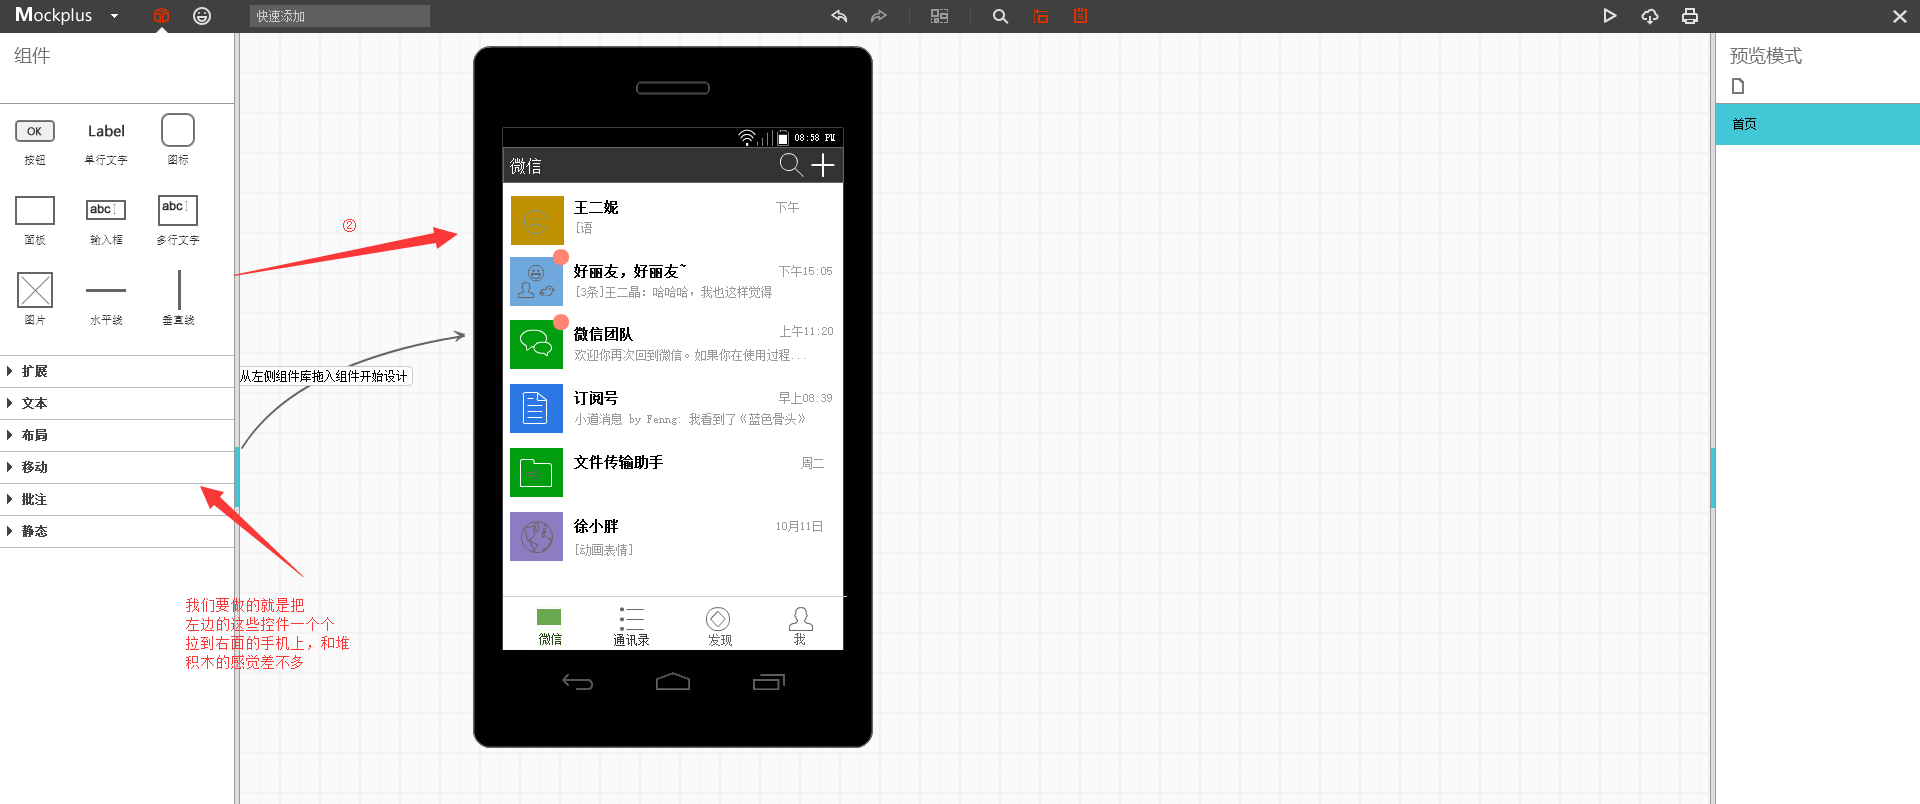 Mockplus
快速添加
组件
预览模式
首页
OK
Label
按钮
单行文字
图标
abc
abc
面板
输入框
多行文字
图片
水平线
垂直线
扩展
文本
布局
移动
批注
静态
②
从左侧组件库拖入组件开始设计
我们要做的就是把
左边的这些控件一个个
拉到右面的手机上，和堆
积木的感觉差不多
08:58 PM
微信
王二妮
下午
[语
好丽友，好丽友~
下午15:05
[3条]王二晶：哈哈哈，我也这样觉得
微信团队
上午11:20
欢迎你再次回到微信。如果你在使用过程...
订阅号
早上08:39
小道消息 by Fenng: 我看到了《蓝色骨头》
文件传输助手
周二
徐小胖
10月11日
[动画表情]
微信
通讯录
发现
我